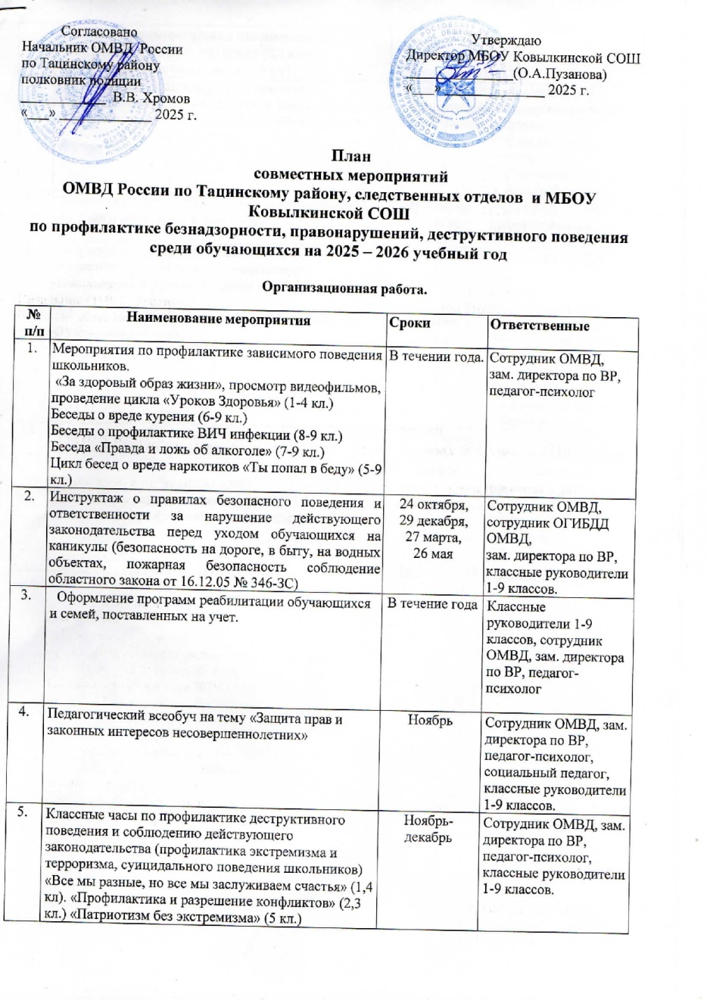 Согласовано
Начальник ОМВД России
по Тацинскому району
полковник полиции
____________ В.В. Хромов
«___» _____________ 2025 г.
Утверждаю
Директор МБОУ Ковылкинской СОШ
_______________(О.А.Пузанова)
«___» _______________ 2025 г.
План
совместных мероприятий
ОМВД России по Тацинскому району, следственных отделов и МБОУ
Ковылкинской СОШ
по профилактике безнадзорности, правонарушений, деструктивного поведения
среди обучающихся на 2025 – 2026 учебный год
Организационная работа.
№ п/п
Наименование мероприятия
Сроки
Ответственные
1.
Мероприятия по профилактике зависимого поведения
школьников.
«За здоровый образ жизни», просмотр видеофильмов,
проведение цикла «Уроков Здоровья» (1-4 кл.)
Беседы о вреде курения (6-9 кл.)
Беседы о профилактике ВИЧ инфекции (8-9 кл.)
Беседа «Правда и ложь об алкоголе» (7-9 кл.)
Цикл бесед о вреде наркотиков «Ты попал в беду» (5-9
кл.)
В течении года.
Сотрудник ОМВД,
зам. директора по ВР,
педагог-психолог
2.
Инструктаж о правилах безопасного поведения и
ответственности за нарушение действующего
законодательства перед уходом обучающихся на
каникулы (безопасность на дороге, в быту, на водных
объектах, пожарная безопасность соблюдение
областного закона от 16.12.05 № 346-ЗС)
24 октября,
29 декабря,
27 марта,
26 мая
Сотрудник ОМВД,
сотрудник ОГИБДД
ОМВД,
зам. директора по ВР,
классные руководители
1-9 классов.
3.
Оформление программ реабилитации обучающихся
и семей, поставленных на учет.
В течение года
Классные
руководители 1-9
классов, сотрудник
ОМВД, зам. директора
по ВР, педагог-
психолог
4.
Педагогический всеобуч на тему «Защита прав и
законных интересов несовершеннолетних»
Ноябрь
Сотрудник ОМВД, зам.
директора по ВР,
педагог-психолог,
социальный педагог,
классные руководители
1-9 классов.
5.
Классные часы по профилактике деструктивного
поведения и соблюдению действующего
законодательства (профилактика экстремизма и
терроризма, суицидального поведения школьников)
«Все мы разные, но все мы заслуживаем счастья» (1,4
кл). «Профилактика и разрешение конфликтов» (2,3
кл.) «Патриотизм без экстремизма» (5 кл.)
Ноябрь-
декабрь
Сотрудник ОМВД, зам.
директора по ВР,
педагог-психолог,
классные руководители
1-9 классов.